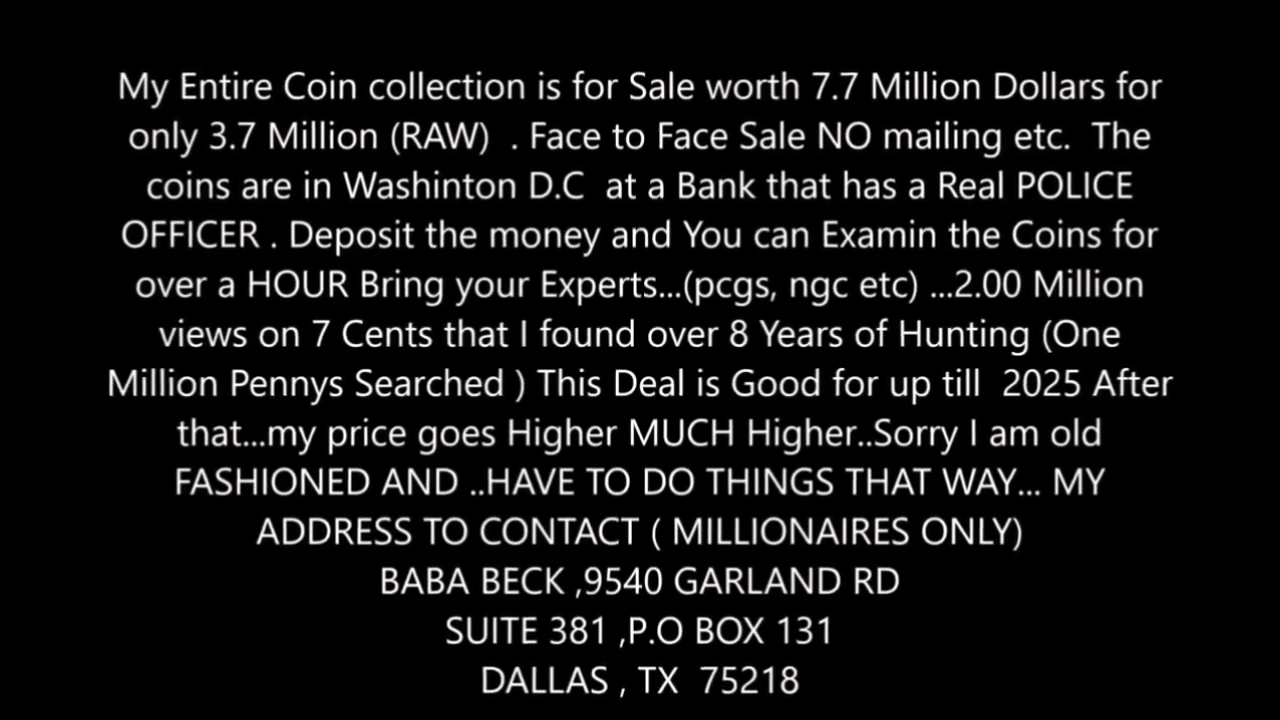 My Entire Coin collection is for Sale worth 7.7 Million Dollars for
only 3.7 Million (RAW)  . Face to Face Sale NO mailing etc.  The
coins are in Washinton D.C  at a Bank that has a Real POLICE
OFFICER . Deposit the money and You can Examin the Coins for
over a HOUR Bring your Experts...(pcgs, ngc etc) ...2.00 Million
views on 7 Cents that I found over 8 Years of Hunting (One
Million Pennys Searched ) This Deal is Good for up till  2025 After
that...my price goes Higher MUCH Higher..Sorry I am old
FASHIONED AND ..HAVE TO DO THINGS THAT WAY... MY
ADDRESS TO CONTACT ( MILLIONAIRES ONLY)
BABA BECK ,9540 GARLAND RD
SUITE 381 ,P.O BOX 131
DALLAS , TX  75218